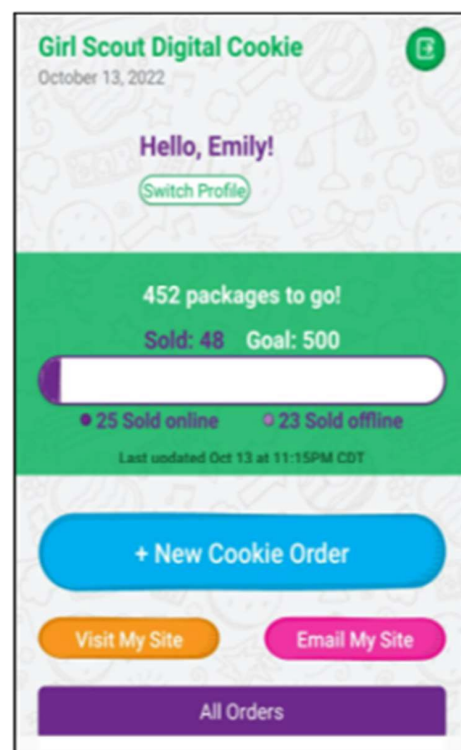 Girl Scout Digital Cookie
October 13, 2022
Hello, Emily!
Switch Profile
452 packages to go!
Sold: 48 Goal: 500
25 Sold online 23 Sold offline
Last updated Oct 13 at 11:15PM CDT
+ New Cookie Order
Visit My Site Email My Site
All Orders